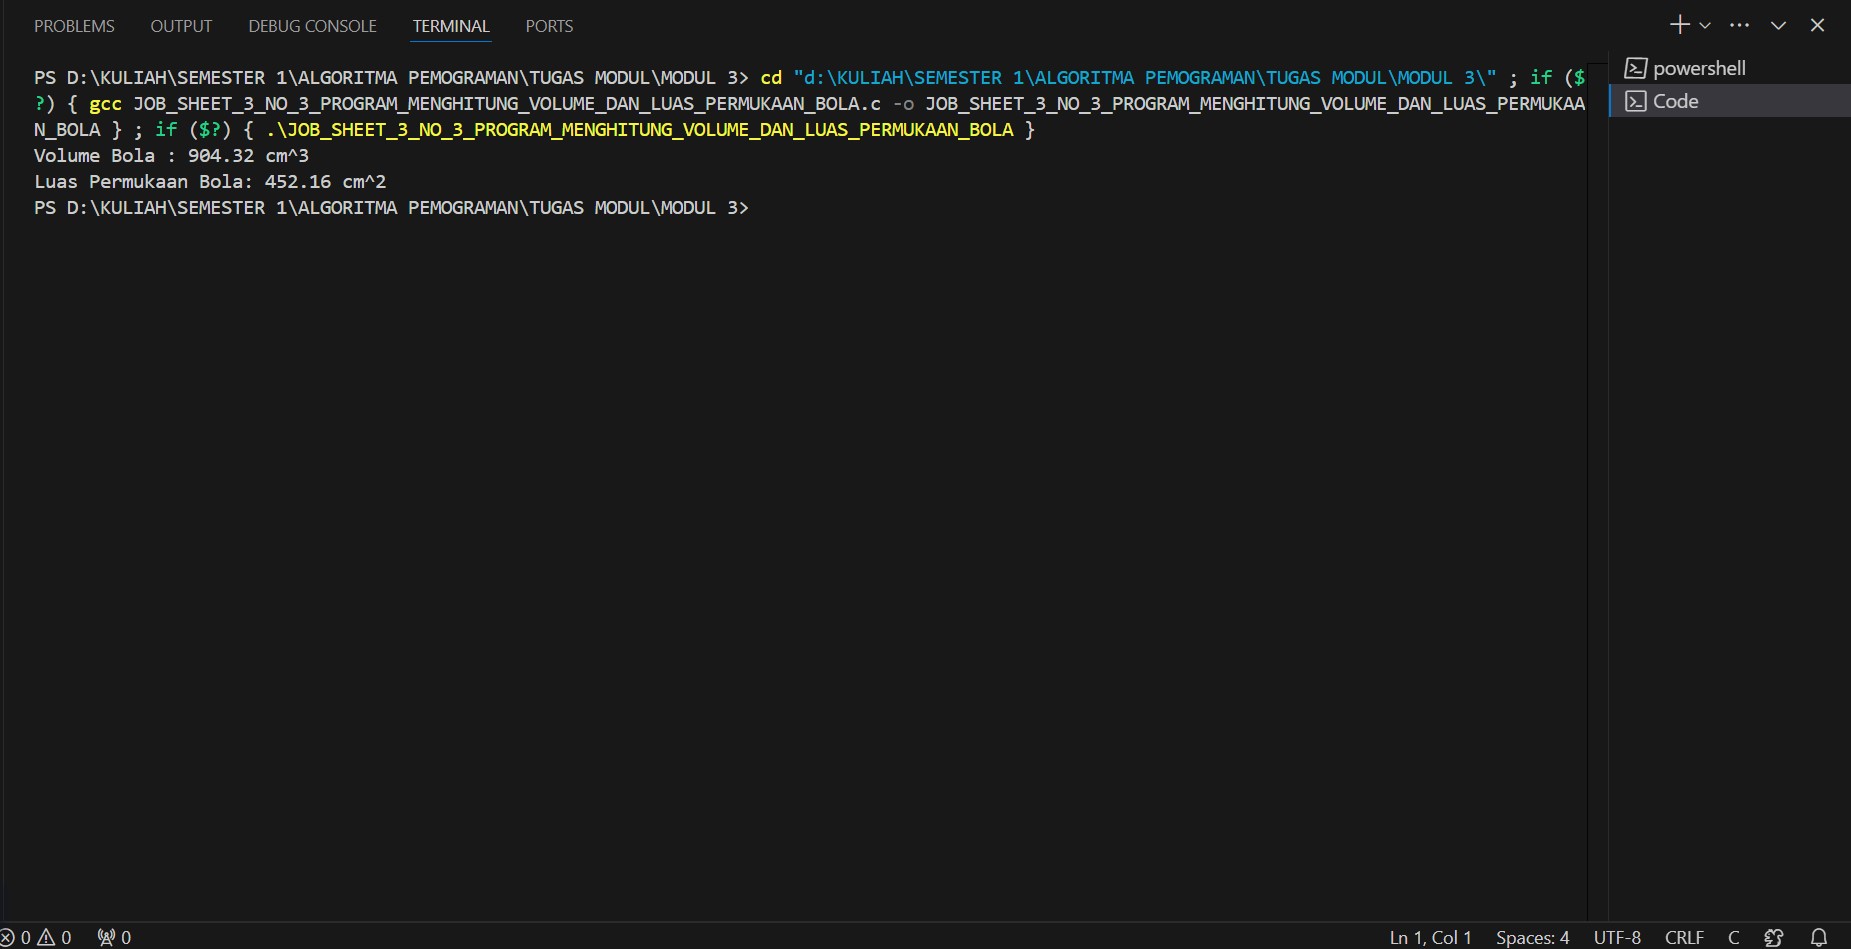 PROBLEMS OUTPUT DEBUG CONSOLE TERMINAL PORTS
PS D:\KULIAH\SEMESTER 1\ALGORITMA PEMOGRAMAN\TUGAS MODUL\MODUL 3> cd "d:\KULIAH\SEMESTER 1\ALGORITMA PEMOGRAMAN\TUGAS MODUL\MODUL 3\" ; if ($
?) { gcc JOB_SHEET_3_NO_3_PROGRAM_MENGHITUNG_VOLUME_DAN_LUAS_PERMUKAAN_BOLA.c -o JOB_SHEET_3_NO_3_PROGRAM_MENGHITUNG_VOLUME_DAN_LUAS_PERMUKAA
N_BOLA } ; if ($?) { .\JOB_SHEET_3_NO_3_PROGRAM_MENGHITUNG_VOLUME_DAN_LUAS_PERMUKAAN_BOLA }
Volume Bola : 904.32 cm^3
Luas Permukaan Bola: 452.16 cm^2
PS D:\KULIAH\SEMESTER 1\ALGORITMA PEMOGRAMAN\TUGAS MODUL\MODUL 3>
powershell
Code
0 0 0 Ln 1, Col 1 Spaces: 4 UTF-8 CRLF C